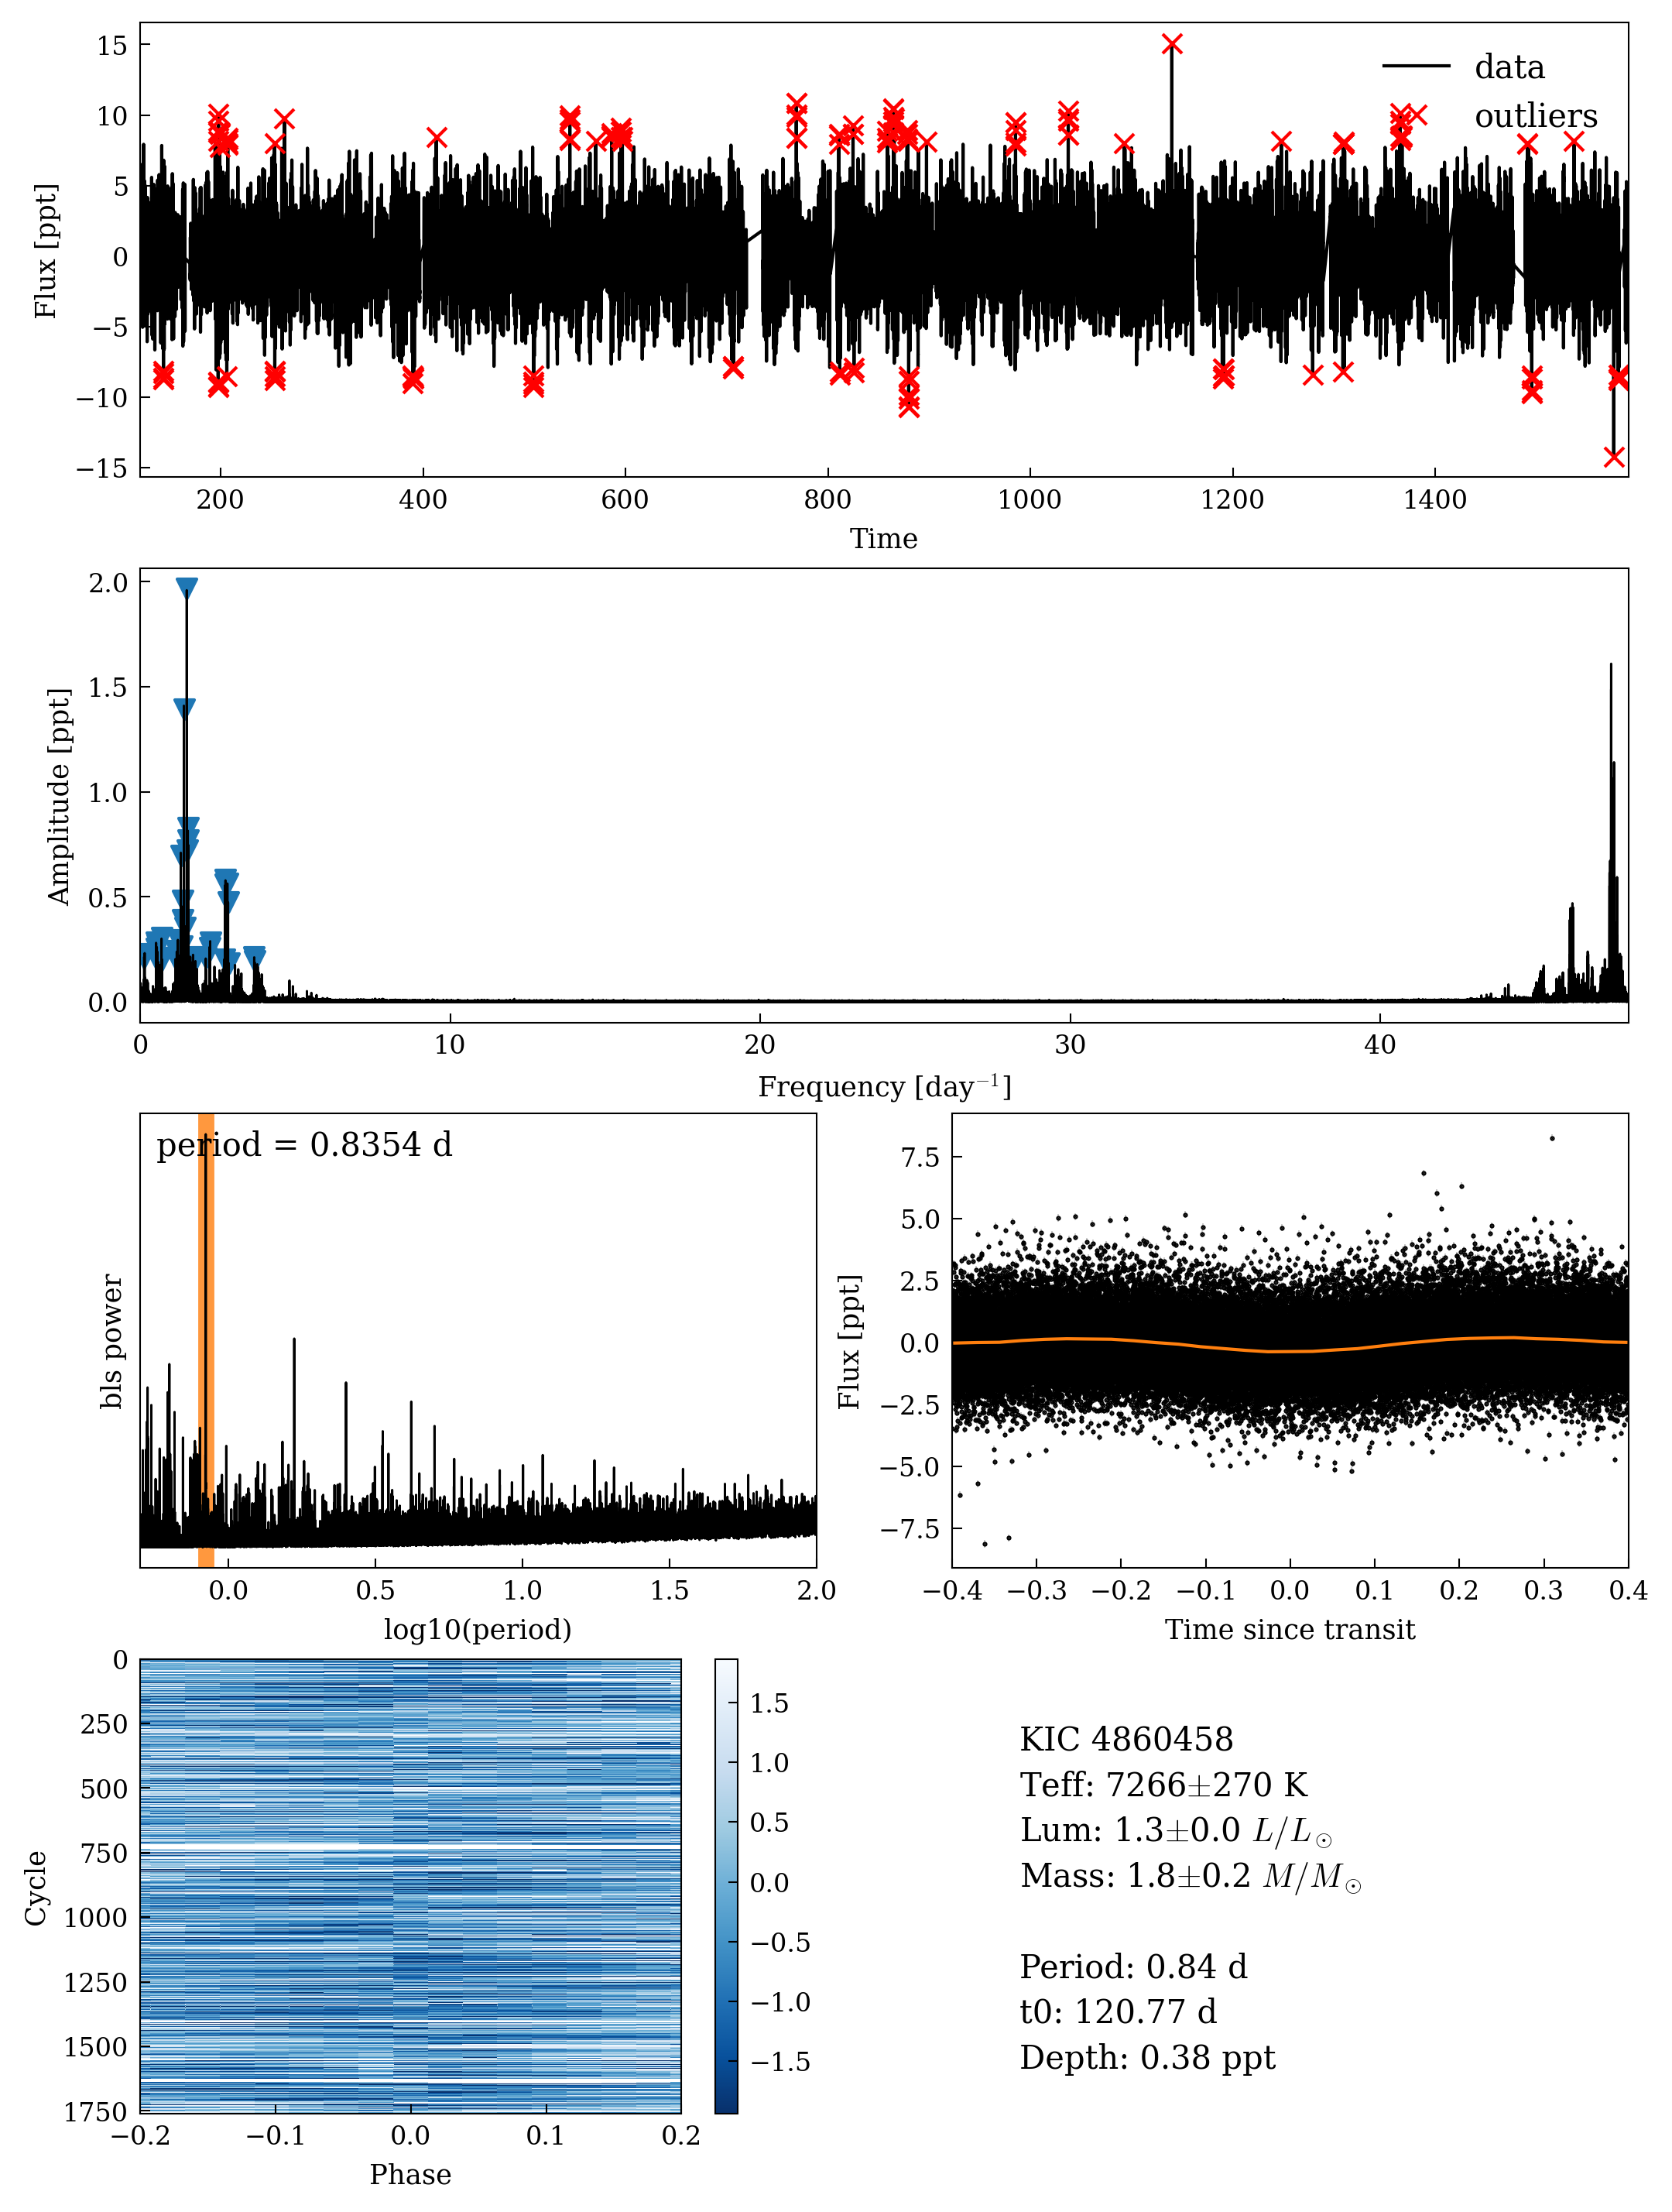 15
10
5
0
−5
−10
−15
Flux [ppt]
data
outliers
200 400 600 800 1000 1200 1400
Time
2.0
1.5
1.0
0.5
0.0
Amplitude [ppt]
0 10 20 30 40
Frequency [day⁻¹]
period = 0.8354 d
bls power
0.0 0.5 1.0 1.5 2.0
log10(period)
7.5
5.0
2.5
0.0
−2.5
−5.0
−7.5
Flux [ppt]
−0.4 −0.3 −0.2 −0.1 0.0 0.1 0.2 0.3 0.4
Time since transit
0
250
500
750
1000
1250
1500
1750
Cycle
−0.2 −0.1 0.0 0.1 0.2
Phase
1.5
1.0
0.5
0.0
−0.5
−1.0
−1.5
KIC 4860458
Teff: 7266±270 K
Lum: 1.3±0.0 L/L⊙
Mass: 1.8±0.2 M/M⊙
Period: 0.84 d
t0: 120.77 d
Depth: 0.38 ppt